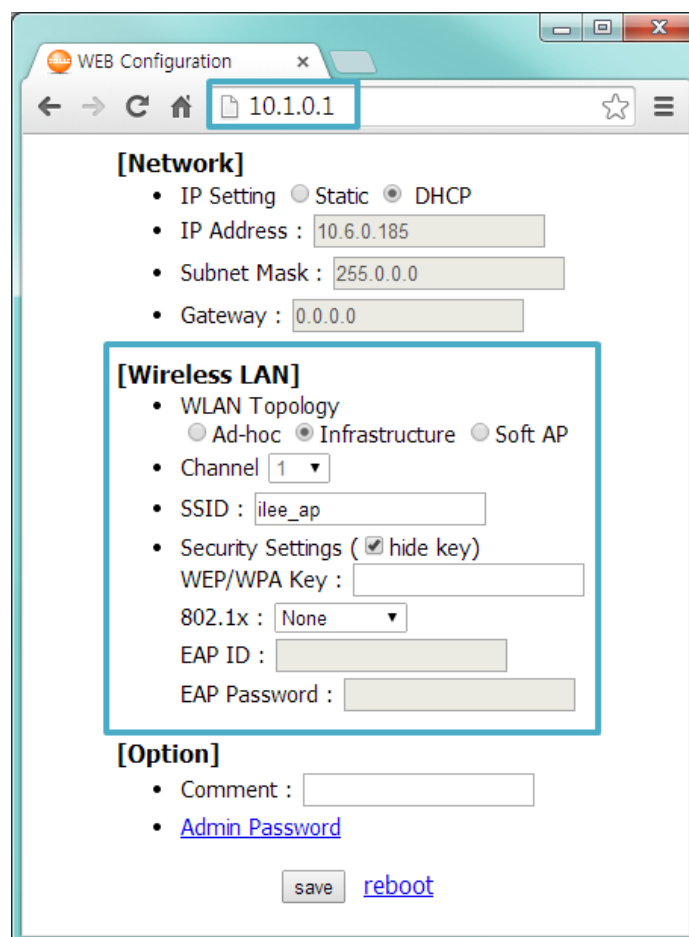 WEB Configuration
10.1.0.1
[Network]
• IP Setting Static DHCP
• IP Address : 10.6.0.185
• Subnet Mask : 255.0.0.0
• Gateway : 0.0.0.0
[Wireless LAN]
• WLAN Topology
Ad-hoc Infrastructure Soft AP
• Channel 1
• SSID : ilee_ap
• Security Settings ( hide key)
WEP/WPA Key :
802.1x : None
EAP ID :
EAP Password :
[Option]
• Comment :
• Admin Password
save reboot